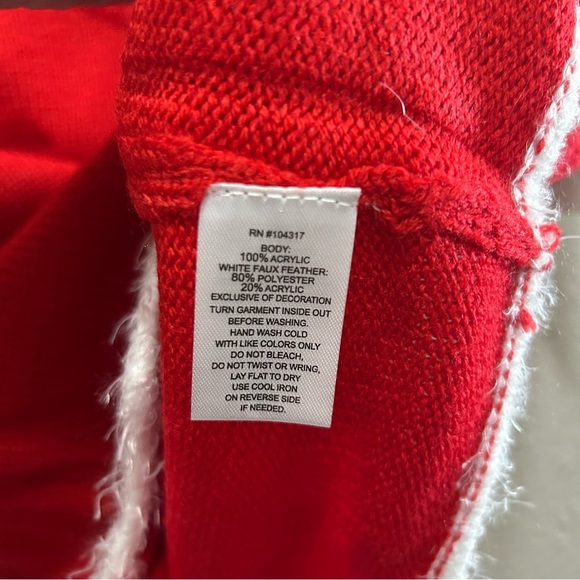 RN #104317
BODY:
100% ACRYLIC
WHITE FAUX FEATHER:
80% POLYESTER
20% ACRYLIC
EXCLUSIVE OF DECORATION
TURN GARMENT INSIDE OUT
BEFORE WASHING.
HAND WASH COLD
WITH LIKE COLORS ONLY
DO NOT BLEACH,
DO NOT TWIST OR WRING,
LAY FLAT TO DRY
USE COOL IRON
ON REVERSE SIDE
IF NEEDED.